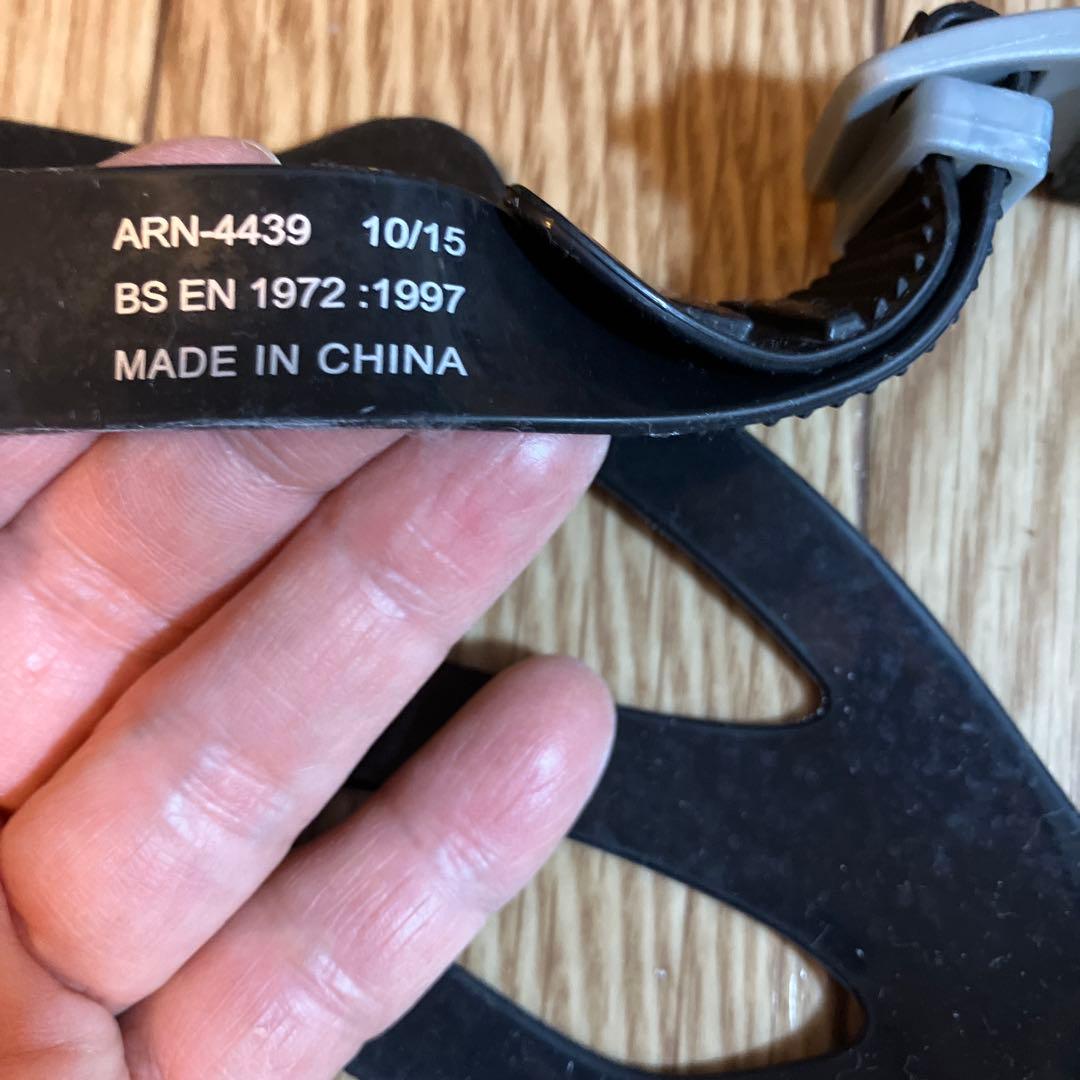 ARN-4439 10/15
BS EN 1972 :1997
MADE IN CHINA